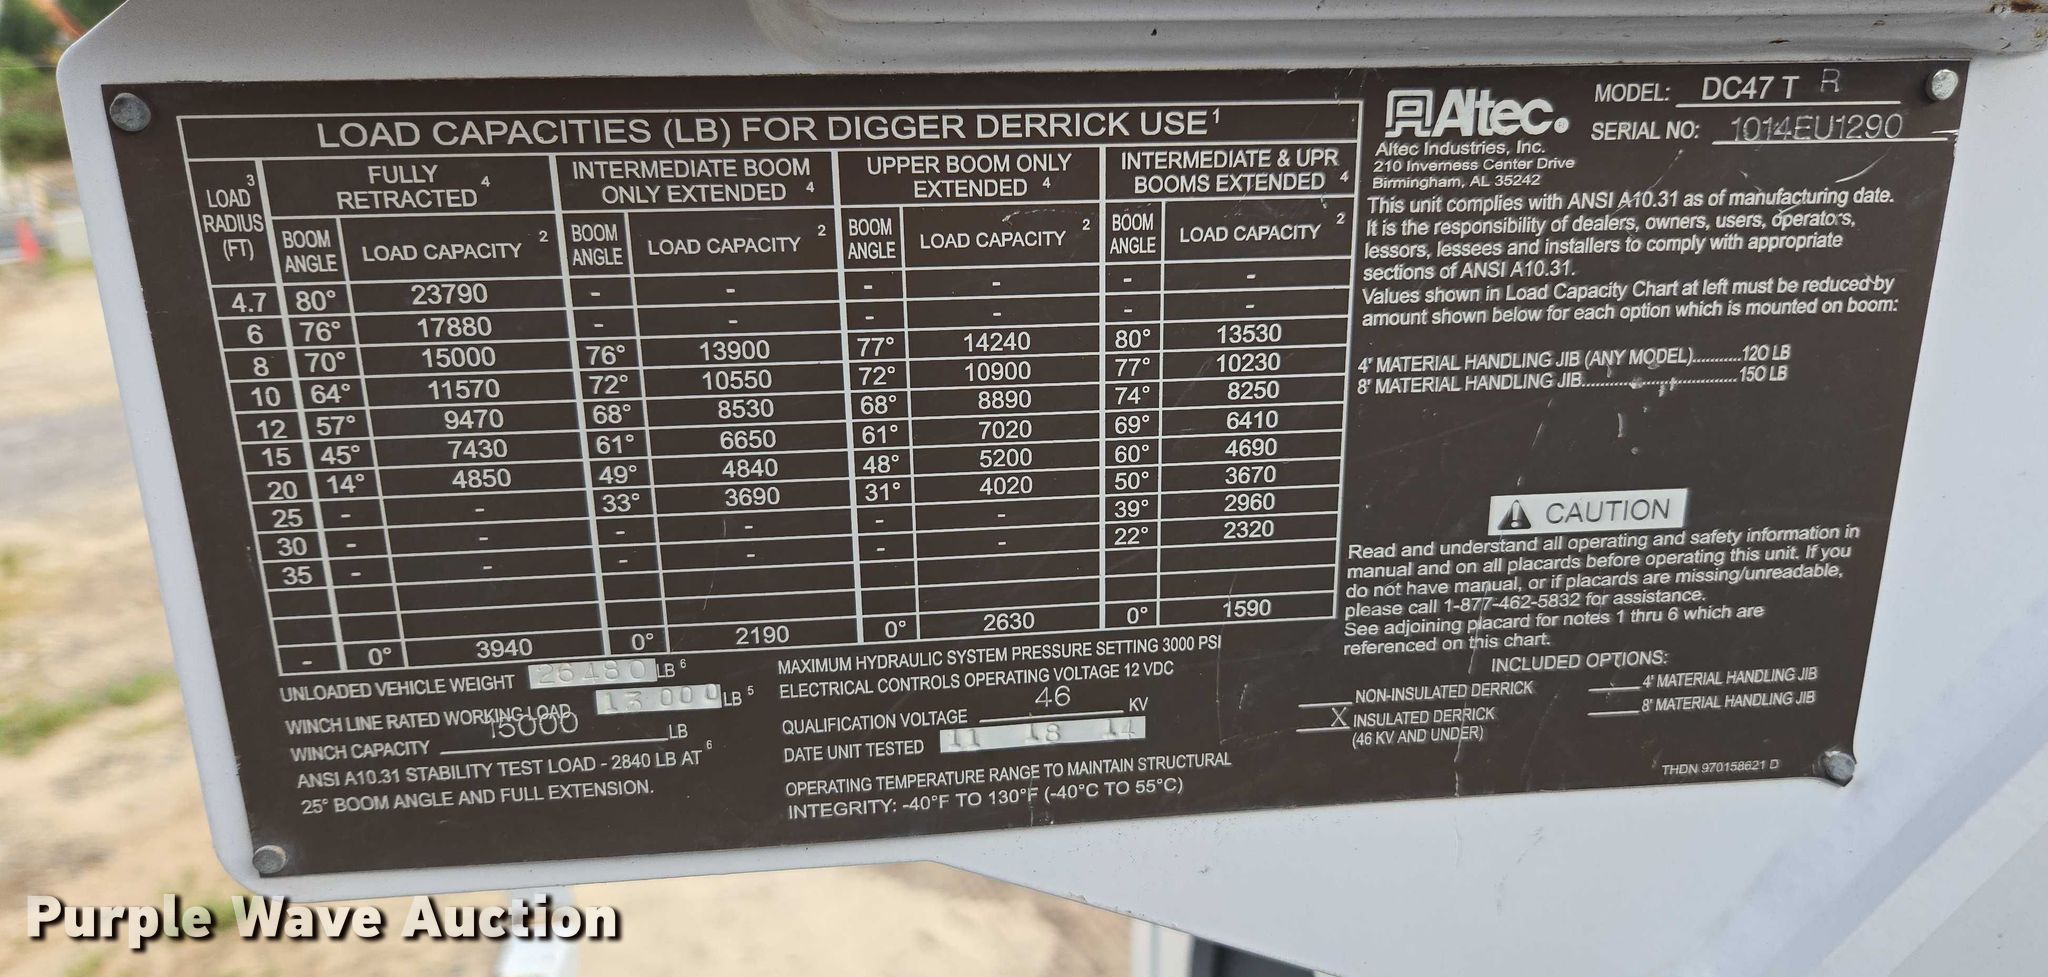 LOAD CAPACITIES (LB) FOR DIGGER DERRICK USE 1
LOAD RADIUS (FT) 3 | FULLY RETRACTED 4 | INTERMEDIATE BOOM ONLY EXTENDED 4 | UPPER BOOM ONLY EXTENDED 4 | INTERMEDIATE & UPR BOOMS EXTENDED 4
BOOM ANGLE | LOAD CAPACITY 2 | BOOM ANGLE | LOAD CAPACITY 2 | BOOM ANGLE | LOAD CAPACITY 2 | BOOM ANGLE | LOAD CAPACITY 2
4.7 80° 23790 - - - - - -
6 76° 17880 - - - - - -
8 70° 15000 76° 13900 77° 14240 80° 13530
10 64° 11570 72° 10550 72° 10900 77° 10230
12 57° 9470 68° 8530 68° 8890 74° 8250
15 45° 7430 61° 6650 61° 7020 69° 6410
20 14° 4850 49° 4840 48° 5200 60° 4690
25 - - 33° 3690 31° 4020 50° 3670
30 - - - - - - 39° 2960
35 - - - - - - 22° 2320
- 0° 3940 0° 2190 0° 2630 0° 1590
UNLOADED VEHICLE WEIGHT 26480 LB 6
WINCH LINE RATED WORKING LOAD 000 LB 5
WINCH CAPACITY 15000 LB
ANSI A10.31 STABILITY TEST LOAD - 2840 LB AT 6
25° BOOM ANGLE AND FULL EXTENSION.
MAXIMUM HYDRAULIC SYSTEM PRESSURE SETTING 3000 PSI
ELECTRICAL CONTROLS OPERATING VOLTAGE 12 VDC
QUALIFICATION VOLTAGE 46 KV
DATE UNIT TESTED 11 18 14
OPERATING TEMPERATURE RANGE TO MAINTAIN STRUCTURAL
INTEGRITY: -40°F TO 130°F (-40°C TO 55°C)
Altec
MODEL: DC47 T R
SERIAL NO: 1014EU1290
Altec Industries, Inc.
210 Inverness Center Drive
Birmingham, AL 35242
This unit complies with ANSI A10.31 as of manufacturing date.
It is the responsibility of dealers, owners, users, operators,
lessors, lessees and installers to comply with appropriate
sections of ANSI A10.31.
Values shown in Load Capacity Chart at left must be reduced by
amount shown below for each option which is mounted on boom:
4' MATERIAL HANDLING JIB (ANY MODEL)...........120 LB
8' MATERIAL HANDLING JIB..................................150 LB
CAUTION
Read and understand all operating and safety information in
manual and on all placards before operating this unit. If you
do not have manual, or if placards are missing/unreadable,
please call 1-877-462-5832 for assistance.
See adjoining placard for notes 1 thru 6 which are
referenced on this chart.
INCLUDED OPTIONS:
NON-INSULATED DERRICK
X INSULATED DERRICK
(46 KV AND UNDER)
4' MATERIAL HANDLING JIB
8' MATERIAL HANDLING JIB
THDN 970158621 D
Purple Wave Auction